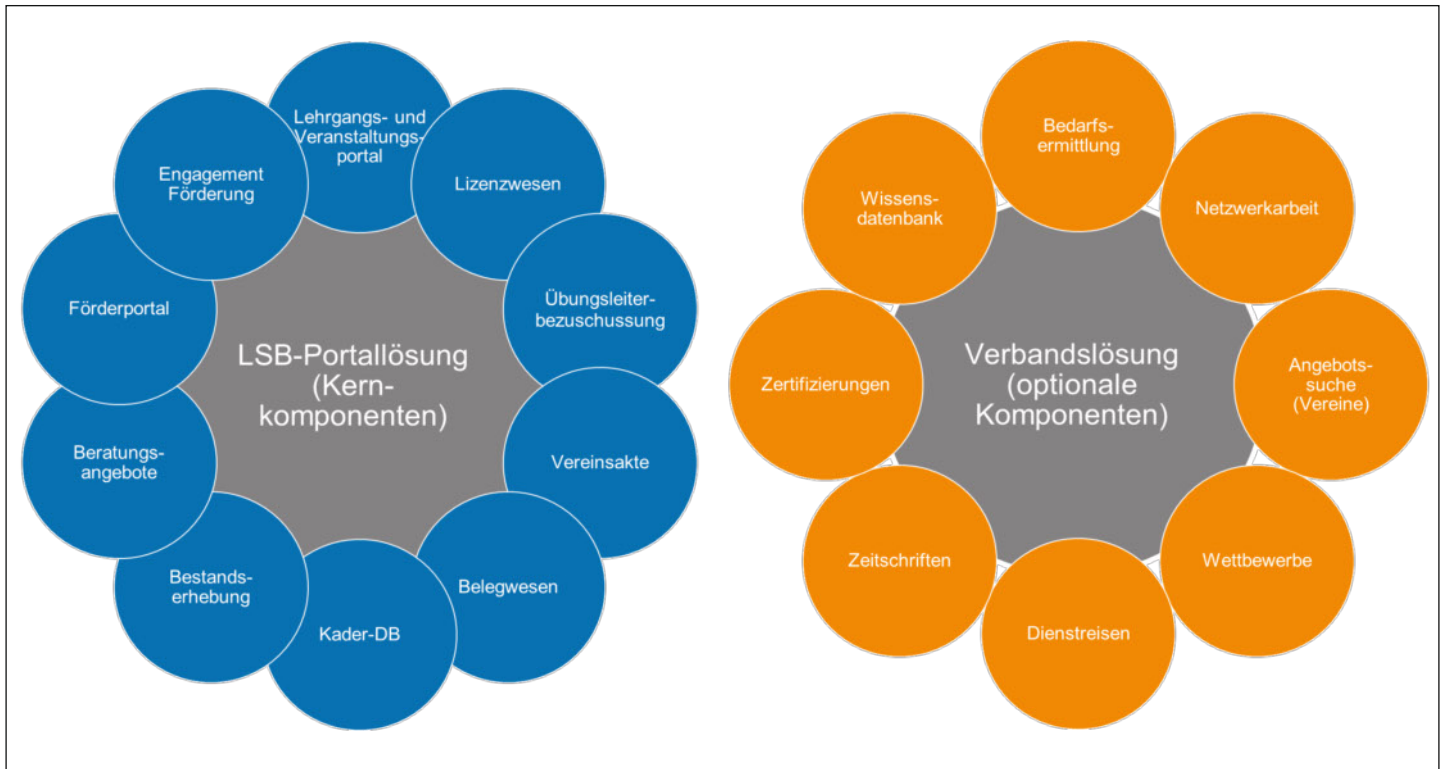 Lehrgangs- und
Veranstaltungs-
portal
Lizenzwesen
Übungsleiter-
bezuschussung
Vereinsakte
Belegwesen
Kader-DB
Bestands-
erhebung
Beratungs-
angebote
Förderportal
Engagement
Förderung
LSB-Portallösung
(Kern-
komponenten)
Bedarfs-
ermittlung
Netzwerkarbeit
Angebots-
suche
(Vereine)
Wettbewerbe
Dienstreisen
Zeitschriften
Zertifizierungen
Wissens-
datenbank
Verbandslösung
(optionale
Komponenten)